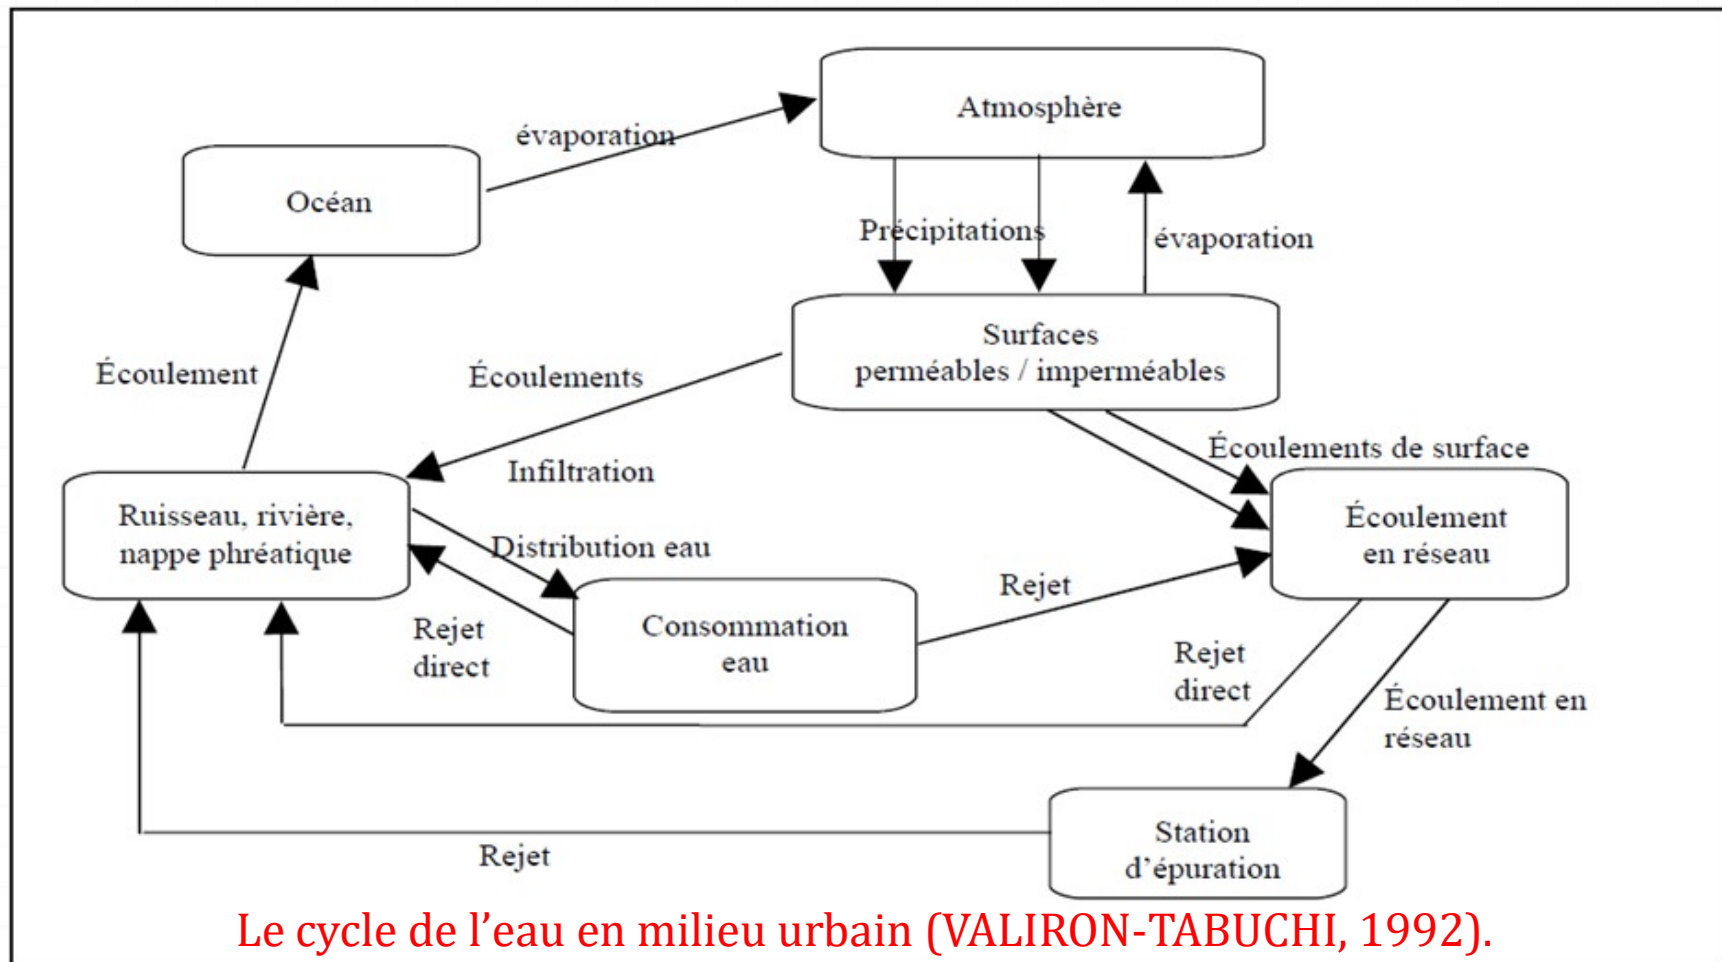 Atmosphère
évaporation
Océan
Précipitations
évaporation
Surfaces
perméables / imperméables
Écoulement
Écoulements
Écoulements de surface
Infiltration
Ruisseau, rivière,
nappe phréatique
Distribution eau
Écoulement
en réseau
Rejet
Consommation
eau
Rejet
direct
Rejet
direct
Écoulement en
réseau
Station
d’épuration
Rejet
Le cycle de l’eau en milieu urbain (VALIRON-TABUCHI, 1992).